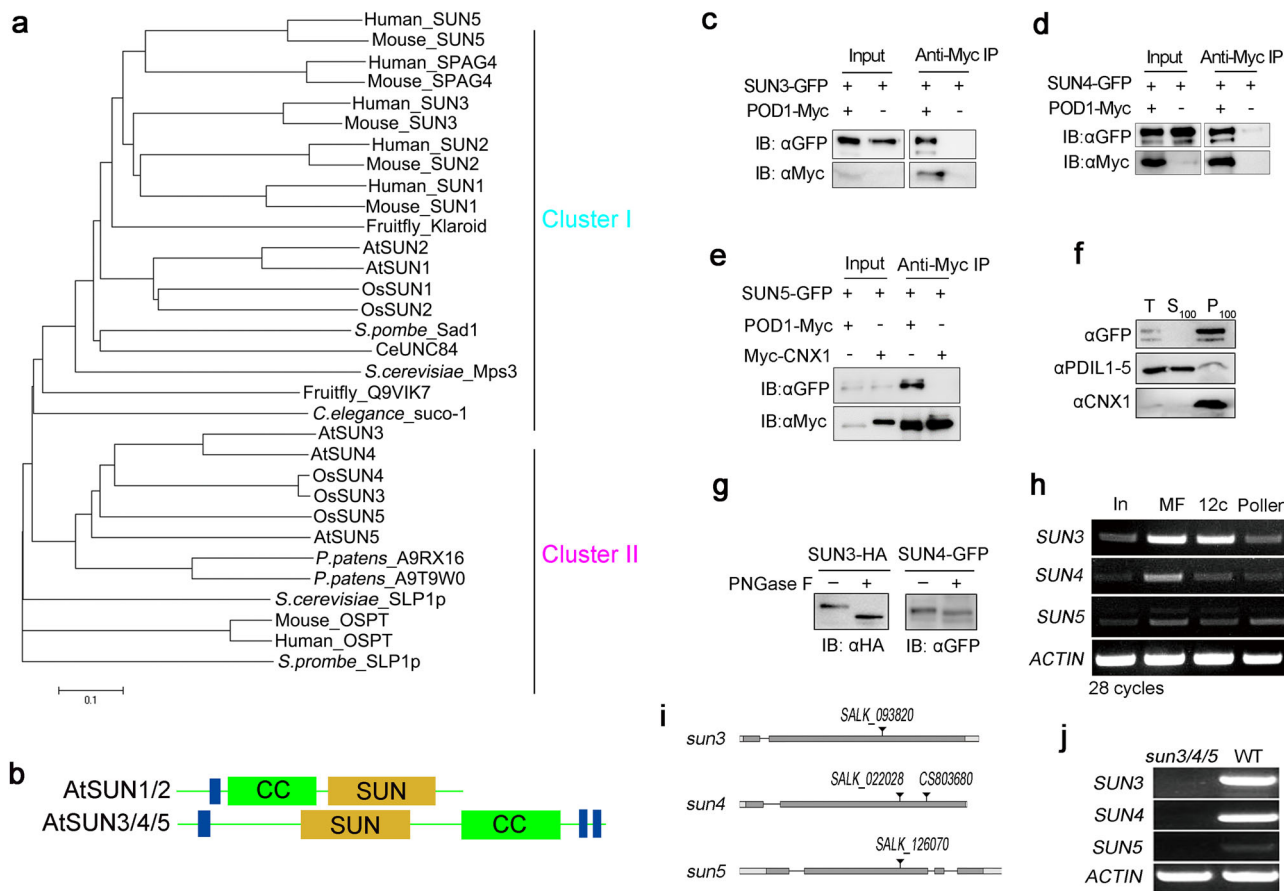 a
Human_SUN5
Mouse_SUN5
Human_SPAG4
Mouse_SPAG4
Human_SUN3
Mouse_SUN3
Human_SUN2
Mouse_SUN2
Human_SUN1
Mouse_SUN1
Fruitfly_Klaroid
AtSUN2
AtSUN1
OsSUN1
OsSUN2
S.pombe_Sad1
CeUNC84
S.cerevisiae_Mps3
Fruitfly_Q9VIK7
C.elegance_suco-1
AtSUN3
AtSUN4
OsSUN4
OsSUN3
OsSUN5
AtSUN5
P.patens_A9RX16
P.patens_A9T9W0
S.cerevisiae_SLP1p
Mouse_OSPT
Human_OSPT
S.prombe_SLP1p
Cluster I
Cluster II
0.1
b
AtSUN1/2 CC SUN
AtSUN3/4/5 SUN CC
c
Input Anti-Myc IP
SUN3-GFP + + + +
POD1-Myc + - + -
IB: αGFP
IB: αMyc
d
Input Anti-Myc IP
SUN4-GFP + + + +
POD1-Myc + - + -
IB:αGFP
IB:αMyc
e
Input Anti-Myc IP
SUN5-GFP + + + +
POD1-Myc + - + -
Myc-CNX1 - + - +
IB:αGFP
IB:αMyc
f
T S100 P100
αGFP
αPDIL1-5
αCNX1
g
SUN3-HA SUN4-GFP
PNGase F − + − +
IB: αHA IB: αGFP
h
In MF 12c Poller
SUN3
SUN4
SUN5
ACTIN
28 cycles
i
SALK_093820
sun3
SALK_022028 CS803680
sun4
SALK_126070
sun5
j
sun3/4/5 WT
SUN3
SUN4
SUN5
ACTIN